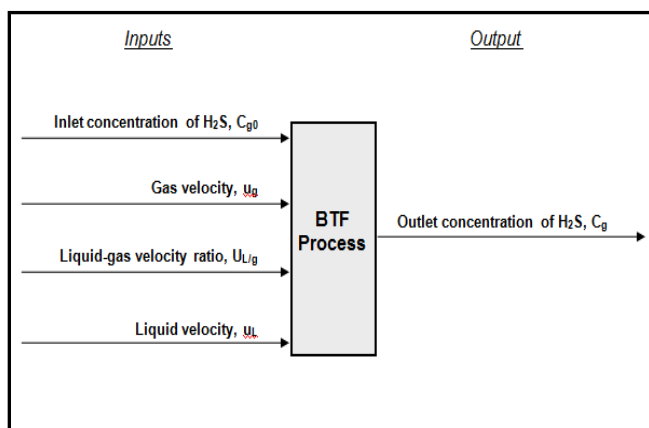 Inputs
Output
Inlet concentration of H₂S, Cg0
Gas velocity, ug
BTF
Process
Outlet concentration of H₂S, Cg
Liquid-gas velocity ratio, UL/g
Liquid velocity, uL